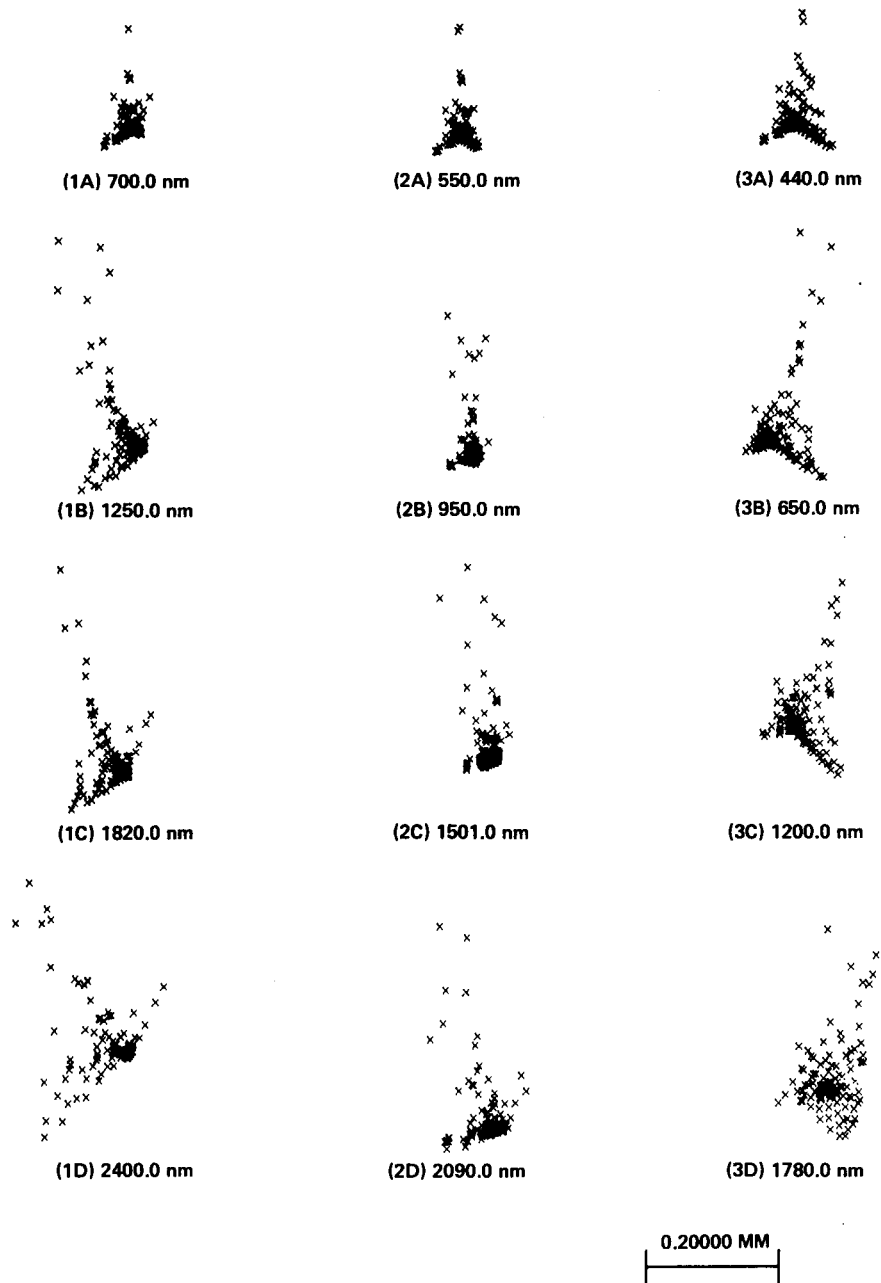 (1A) 700.0 nm
(2A) 550.0 nm
(3A) 440.0 nm
(1B) 1250.0 nm
(2B) 950.0 nm
(3B) 650.0 nm
(1C) 1820.0 nm
(2C) 1501.0 nm
(3C) 1200.0 nm
(1D) 2400.0 nm
(2D) 2090.0 nm
(3D) 1780.0 nm
0.20000 MM